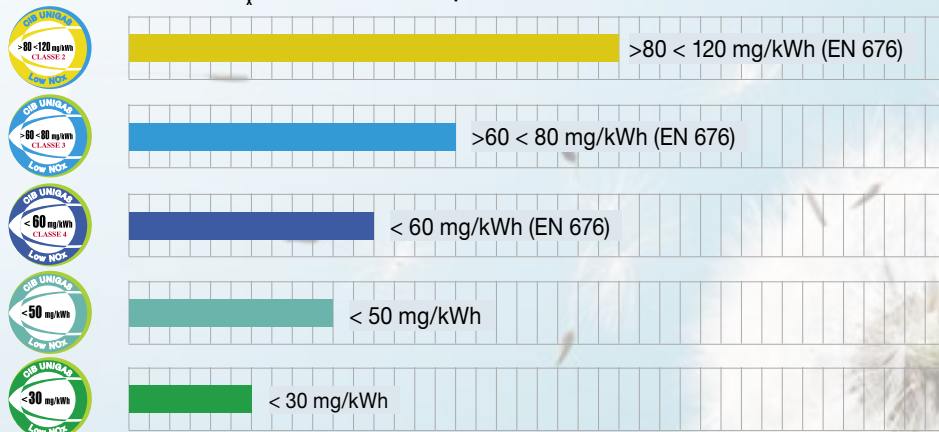 CIB UNIGAS
>80 <120 mg/kWh
CLASSE 2
Low NOx
>80 < 120 mg/kWh (EN 676)
CIB UNIGAS
>60 <80 mg/kWh
CLASSE 3
Low NOx
>60 < 80 mg/kWh (EN 676)
CIB UNIGAS
< 60 mg/kWh
CLASSE 4
Low NOx
< 60 mg/kWh (EN 676)
CIB UNIGAS
<50 mg/kWh
Low NOx
< 50 mg/kWh
CIB UNIGAS
<30 mg/kWh
Low NOx
< 30 mg/kWh